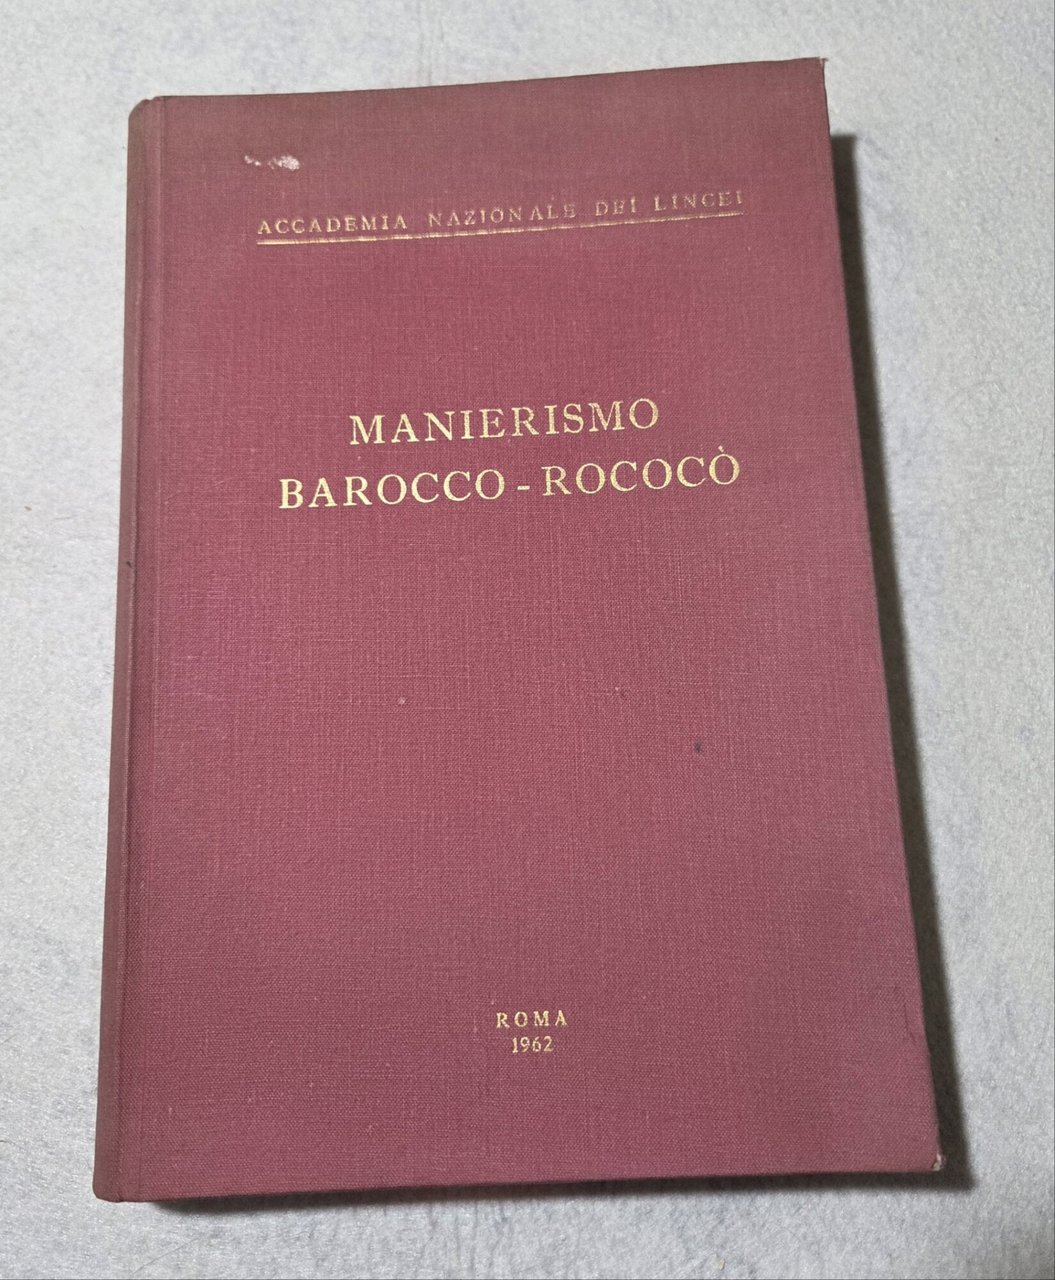 ACCADEMIA NAZIONALE DEI LINCEI
MANIERISMO
BAROCCO - ROCOCÒ
ROMA
1962